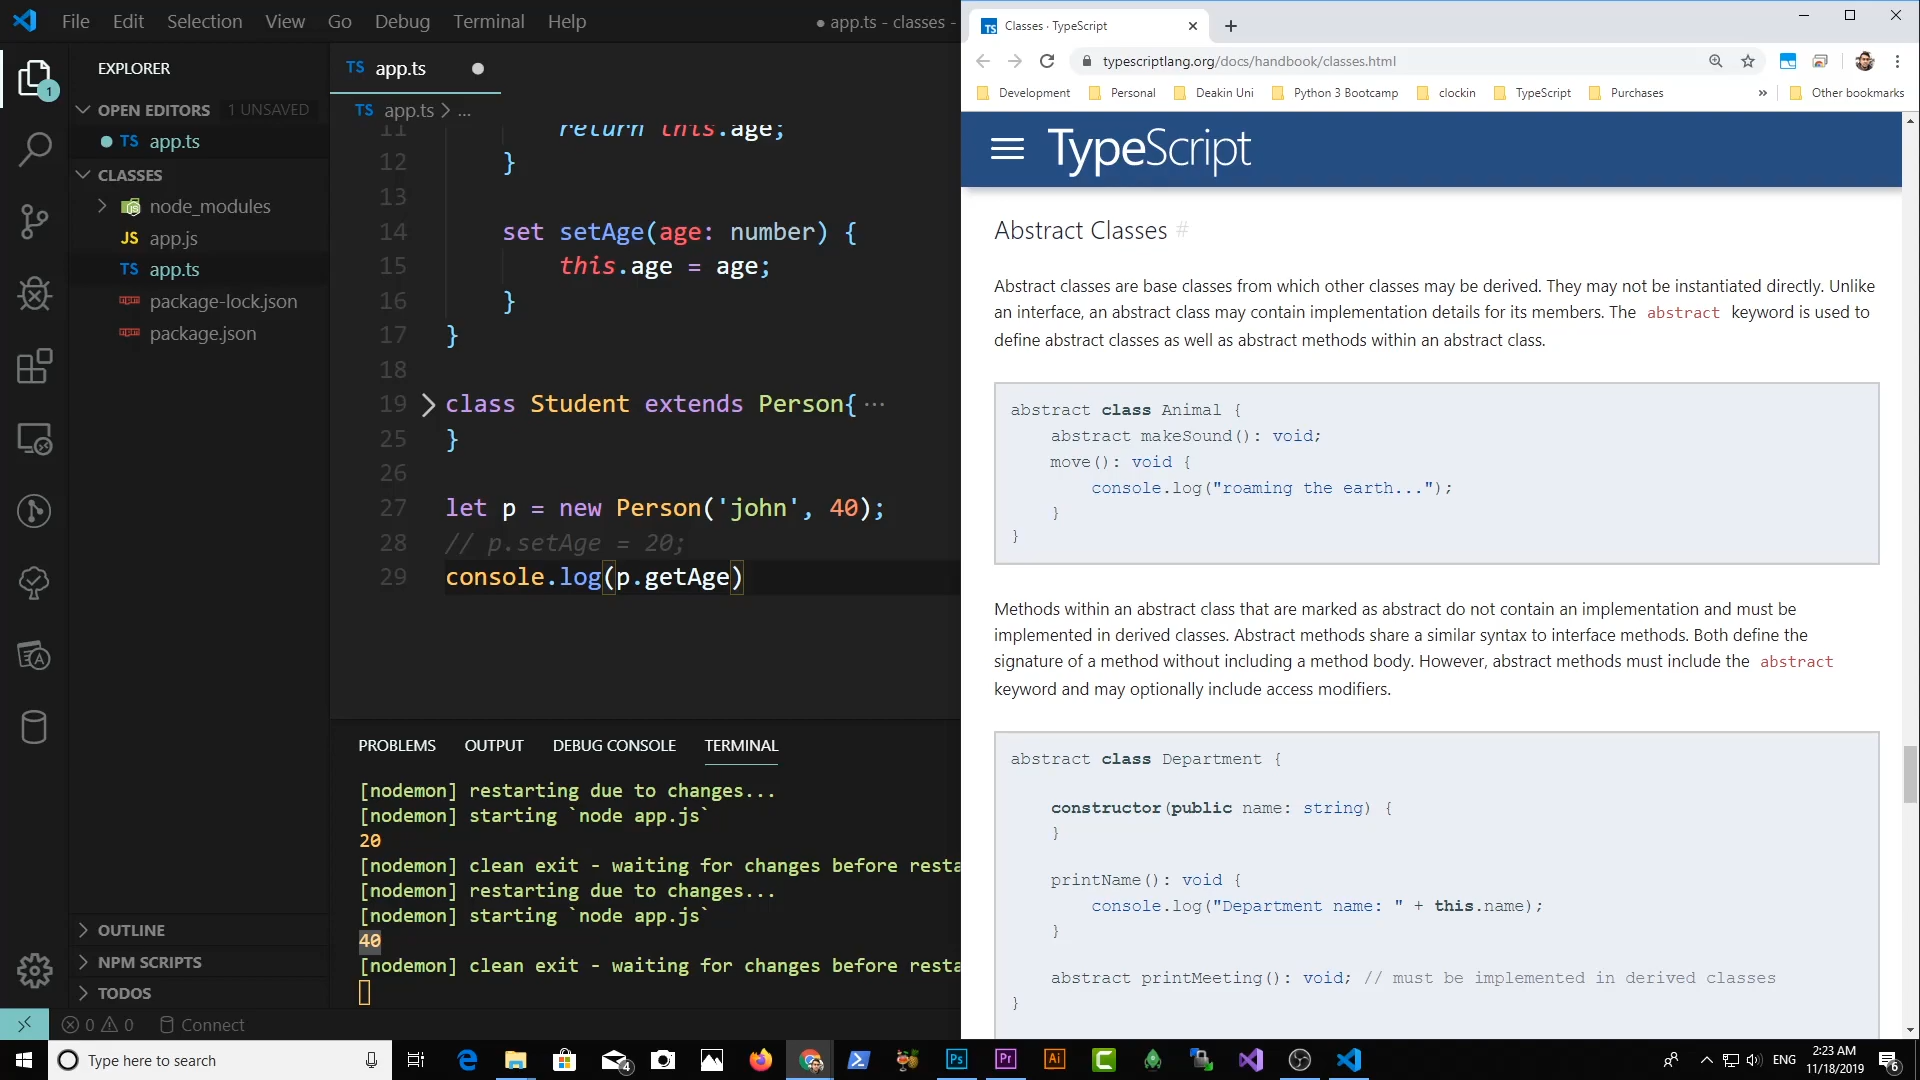 File Edit Selection View Go Debug Terminal Help
● app.ts - classes -
EXPLORER
OPEN EDITORS 1 UNSAVED
TS app.ts
CLASSES
node_modules
JS app.js
TS app.ts
package-lock.json
package.json
OUTLINE
NPM SCRIPTS
TODOS
1
TS app.ts ●
TS app.ts > ...
11 return this.age;
12 }
13
14 set setAge(age: number) {
15 this.age = age;
16 }
17 }
18
19 class Student extends Person{ ···
25 }
26
27 let p = new Person('john', 40);
28 // p.setAge = 20;
29 console.log(p.getAge)
PROBLEMS OUTPUT DEBUG CONSOLE TERMINAL
[nodemon] restarting due to changes...
[nodemon] starting `node app.js`
20
[nodemon] clean exit - waiting for changes before resta
[nodemon] restarting due to changes...
[nodemon] starting `node app.js`
40
[nodemon] clean exit - waiting for changes before resta
0 0 Connect
TS Classes · TypeScript
typescriptlang.org/docs/handbook/classes.html
Development Personal Deakin Uni Python 3 Bootcamp clockin TypeScript Purchases » Other bookmarks
TypeScript
Abstract Classes #
Abstract classes are base classes from which other classes may be derived. They may not be instantiated directly. Unlike
an interface, an abstract class may contain implementation details for its members. The abstract keyword is used to
define abstract classes as well as abstract methods within an abstract class.
abstract class Animal {
abstract makeSound(): void;
move(): void {
console.log("roaming the earth...");
}
}
Methods within an abstract class that are marked as abstract do not contain an implementation and must be
implemented in derived classes. Abstract methods share a similar syntax to interface methods. Both define the
signature of a method without including a method body. However, abstract methods must include the abstract
keyword and may optionally include access modifiers.
abstract class Department {
constructor(public name: string) {
}
printName(): void {
console.log("Department name: " + this.name);
}
abstract printMeeting(): void; // must be implemented in derived classes
}
Type here to search
4
Ps
Pr
Ai
ENG
2:23 AM
11/18/2019
6